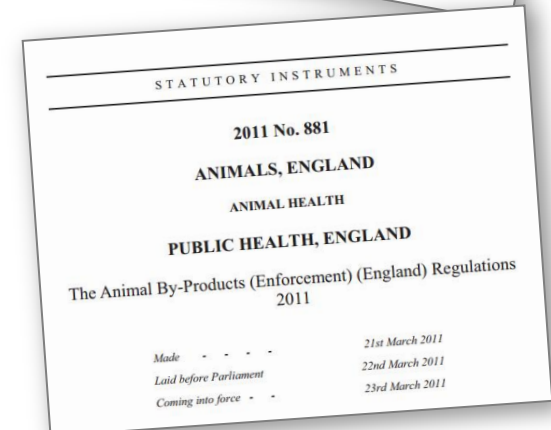 STATUTORY INSTRUMENTS
2011 No. 881
ANIMALS, ENGLAND
ANIMAL HEALTH
PUBLIC HEALTH, ENGLAND
The Animal By-Products (Enforcement) (England) Regulations
2011
Made - - - - 21st March 2011
Laid before Parliament 22nd March 2011
Coming into force - - 23rd March 2011